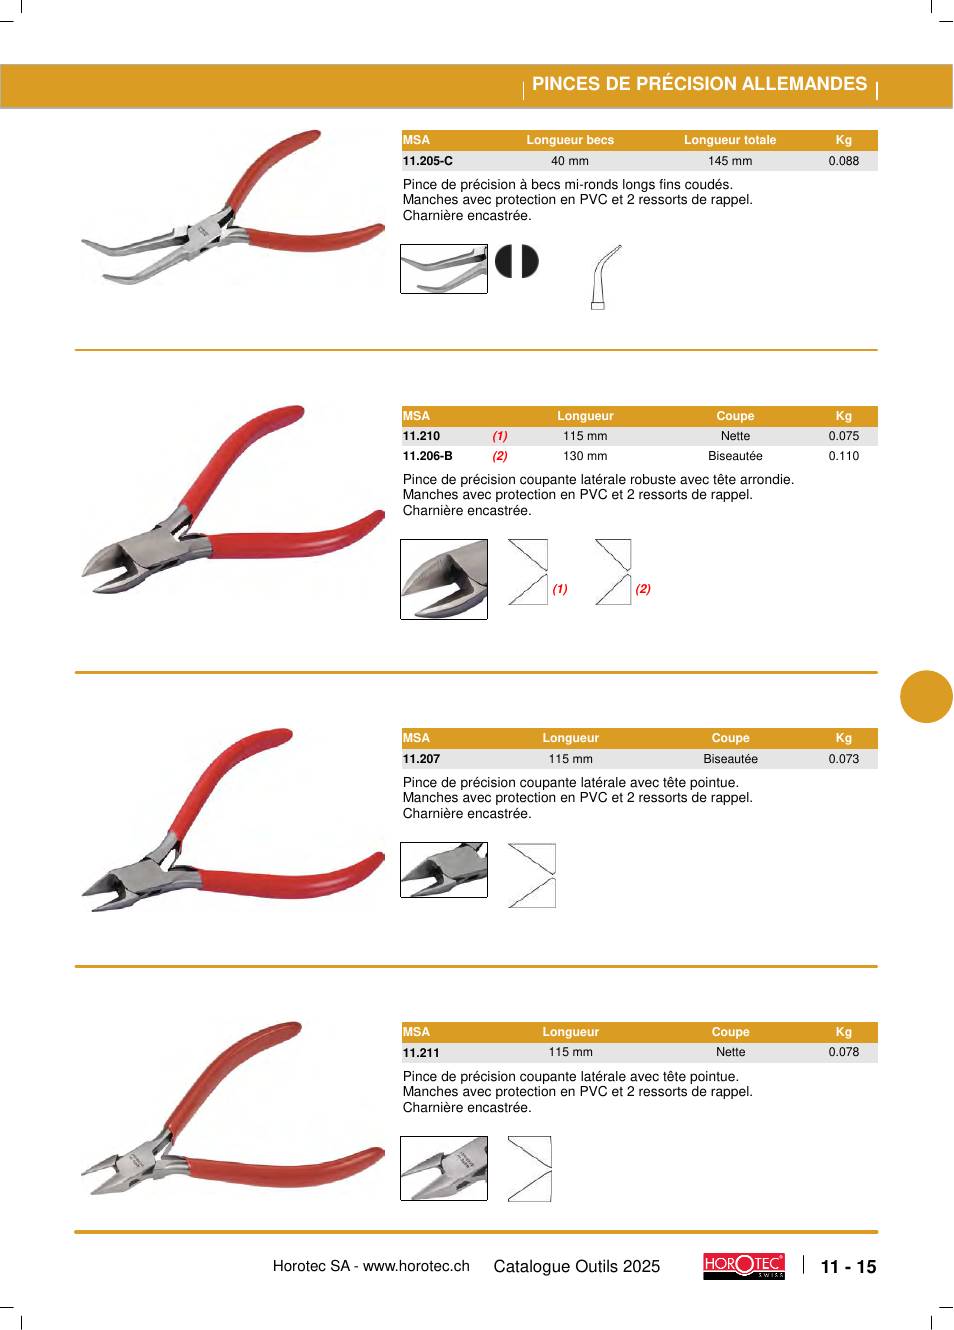 PINCES DE PRÉCISION ALLEMANDES
MSA Longueur becs Longueur totale Kg
11.205-C 40 mm 145 mm 0.088
Pince de précision à becs mi-ronds longs fins coudés.
Manches avec protection en PVC et 2 ressorts de rappel.
Charnière encastrée.
MSA Longueur Coupe Kg
11.210 (1) 115 mm Nette 0.075
11.206-B (2) 130 mm Biseautée 0.110
Pince de précision coupante latérale robuste avec tête arrondie.
Manches avec protection en PVC et 2 ressorts de rappel.
Charnière encastrée.
(1) (2)
MSA Longueur Coupe Kg
11.207 115 mm Biseautée 0.073
Pince de précision coupante latérale avec tête pointue.
Manches avec protection en PVC et 2 ressorts de rappel.
Charnière encastrée.
MSA Longueur Coupe Kg
11.211 115 mm Nette 0.078
Pince de précision coupante latérale avec tête pointue.
Manches avec protection en PVC et 2 ressorts de rappel.
Charnière encastrée.
Horotec SA - www.horotec.ch Catalogue Outils 2025 HOROTEC® SWISS 11 - 15